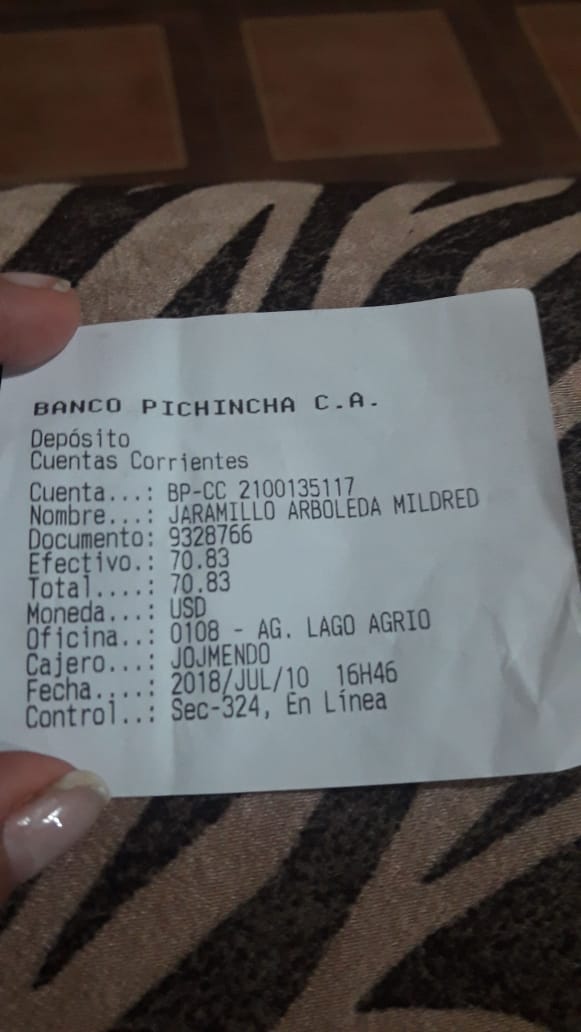 BANCO PICHINCHA C.A.
Depósito
Cuentas Corrientes
Cuenta...: BP-CC 2100135117
Nombre...: JARAMILLO ARBOLEDA MILDRED
Documento: 9328766
Efectivo.: 70.83
Total....: 70.83
Moneda...: USD
Oficina..: 0108 - AG. LAGO AGRIO
Cajero...: JOJMENDO
Fecha....: 2018/JUL/10 16H46
Control..: Sec-324, En Línea